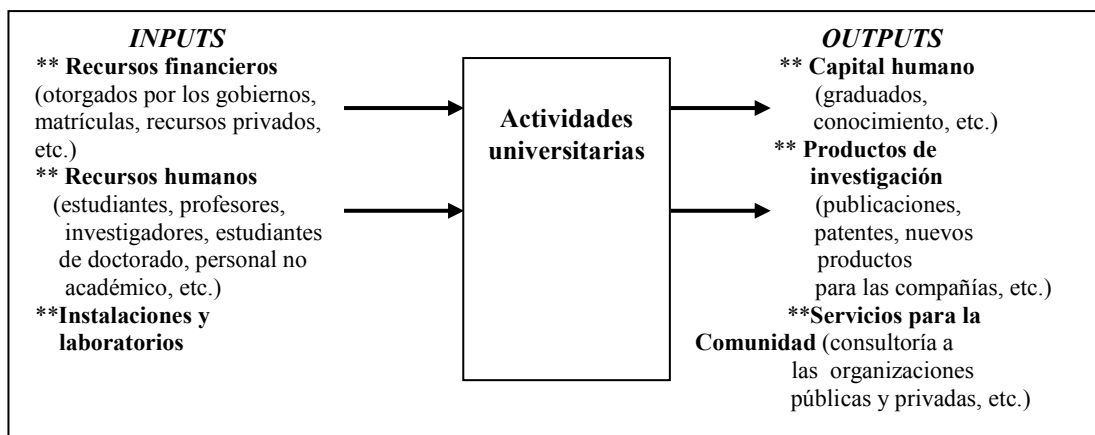 INPUTS
** Recursos financieros
(otorgados por los gobiernos,
matrículas, recursos privados,
etc.)
** Recursos humanos
(estudiantes, profesores,
investigadores, estudiantes
de doctorado, personal no
académico, etc.)
**Instalaciones y
laboratorios
Actividades
universitarias
OUTPUTS
** Capital humano
(graduados,
conocimiento, etc.)
** Productos de
investigación
(publicaciones,
patentes, nuevos
productos
para las compañías, etc.)
**Servicios para la
Comunidad (consultoría a
las organizaciones
públicas y privadas, etc.)